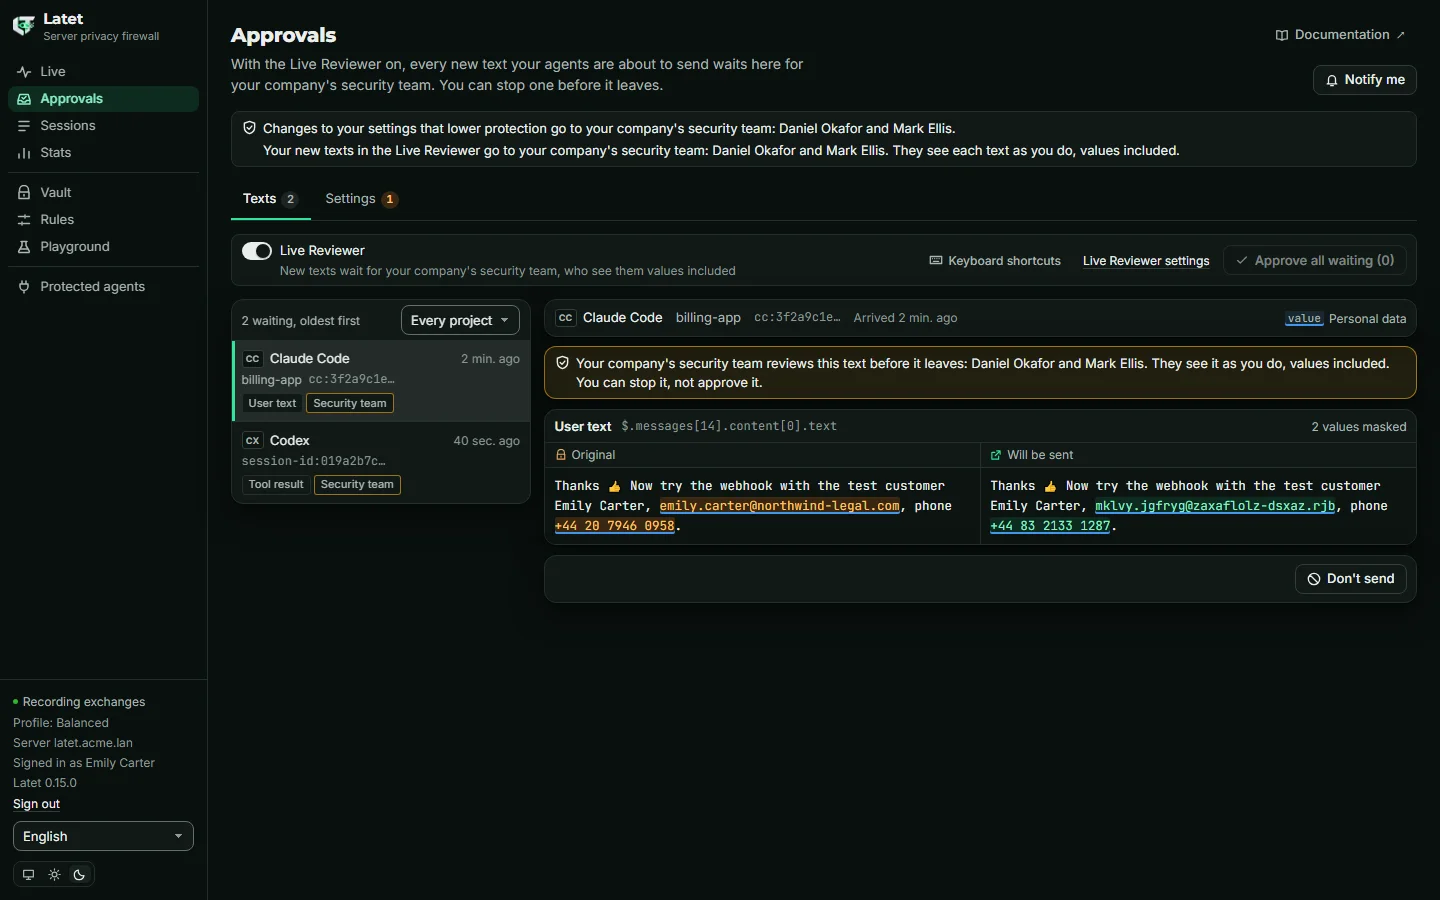 Latet
Server privacy firewall
Live
Approvals
Sessions
Stats
Vault
Rules
Playground
Protected agents
Recording exchanges
Profile: Balanced
Server latet.acme.lan
Signed in as Emily Carter
Latet 0.15.0
Sign out
English
Approvals
With the Live Reviewer on, every new text your agents are about to send waits here for
your company's security team. You can stop one before it leaves.
Documentation ↗
Notify me
Changes to your settings that lower protection go to your company's security team: Daniel Okafor and Mark Ellis.
Your new texts in the Live Reviewer go to your company's security team: Daniel Okafor and Mark Ellis. They see each text as you do, values included.
Texts 2
Settings 1
Live Reviewer
New texts wait for your company's security team, who see them values included
Keyboard shortcuts
Live Reviewer settings
Approve all waiting (0)
2 waiting, oldest first
Every project
CC Claude Code 2 min. ago
billing-app cc:3f2a9c1e…
User text Security team
CX Codex 40 sec. ago
session-id:019a2b7c…
Tool result Security team
CC Claude Code billing-app cc:3f2a9c1e… Arrived 2 min. ago
value Personal data
Your company's security team reviews this text before it leaves: Daniel Okafor and Mark Ellis. They see it as you do, values included.
You can stop it, not approve it.
User text $.messages[14].content[0].text
2 values masked
Original
Thanks 👍 Now try the webhook with the test customer
Emily Carter, emily.carter@northwind-legal.com, phone
+44 20 7946 0958.
Will be sent
Thanks 👍 Now try the webhook with the test customer
Emily Carter, mklvy.jgfryg@zaxaflolz-dsxaz.rjb, phone
+44 83 2133 1287.
Don't send